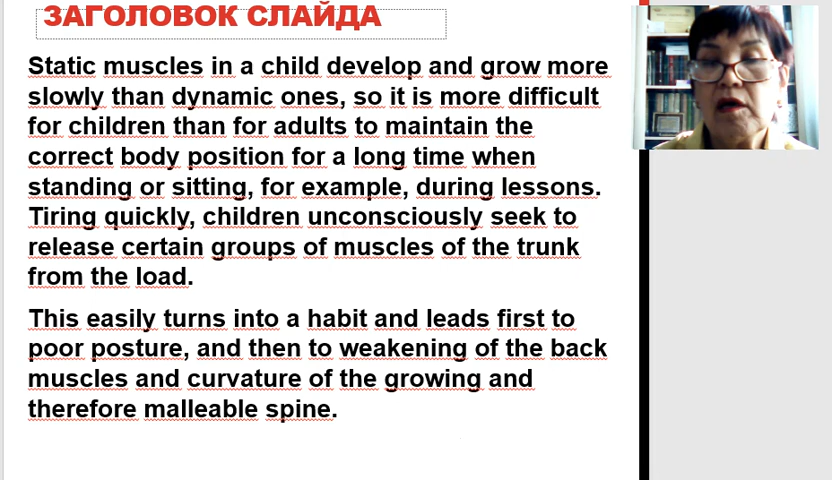 ЗАГОЛОВОК СЛАЙДА
Static muscles in a child develop and grow more
slowly than dynamic ones, so it is more difficult
for children than for adults to maintain the
correct body position for a long time when
standing or sitting, for example, during lessons.
Tiring quickly, children unconsciously seek to
release certain groups of muscles of the trunk
from the load.
This easily turns into a habit and leads first to
poor posture, and then to weakening of the back
muscles and curvature of the growing and
therefore malleable spine.